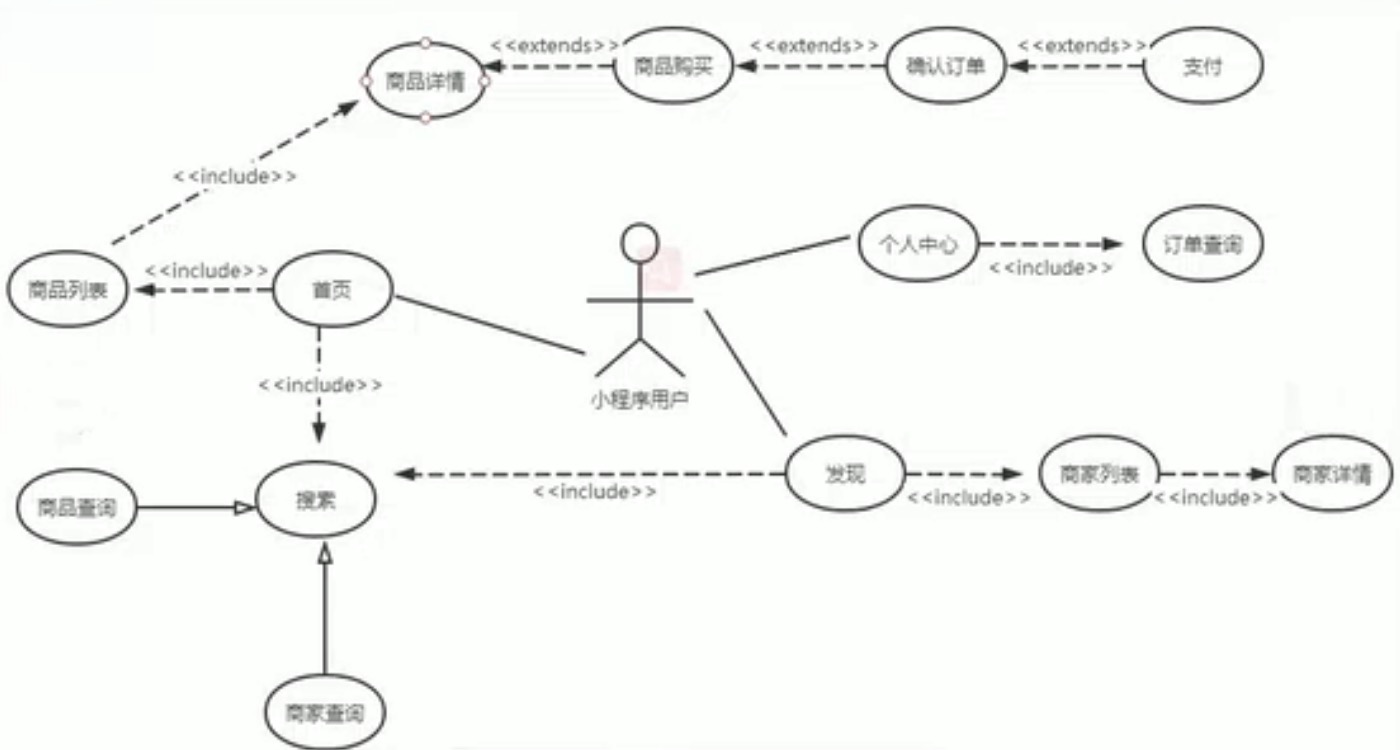 <<extends>>
<<extends>>
<<extends>>
商品详情
商品购买
确认订单
支付
<<include>>
个人中心
订单查询
<<include>>
<<include>>
商品列表
首页
<<include>>
小程序用户
发现
商家列表
商家详情
<<include>>
<<include>>
<<include>>
商品查询
搜索
商家查询